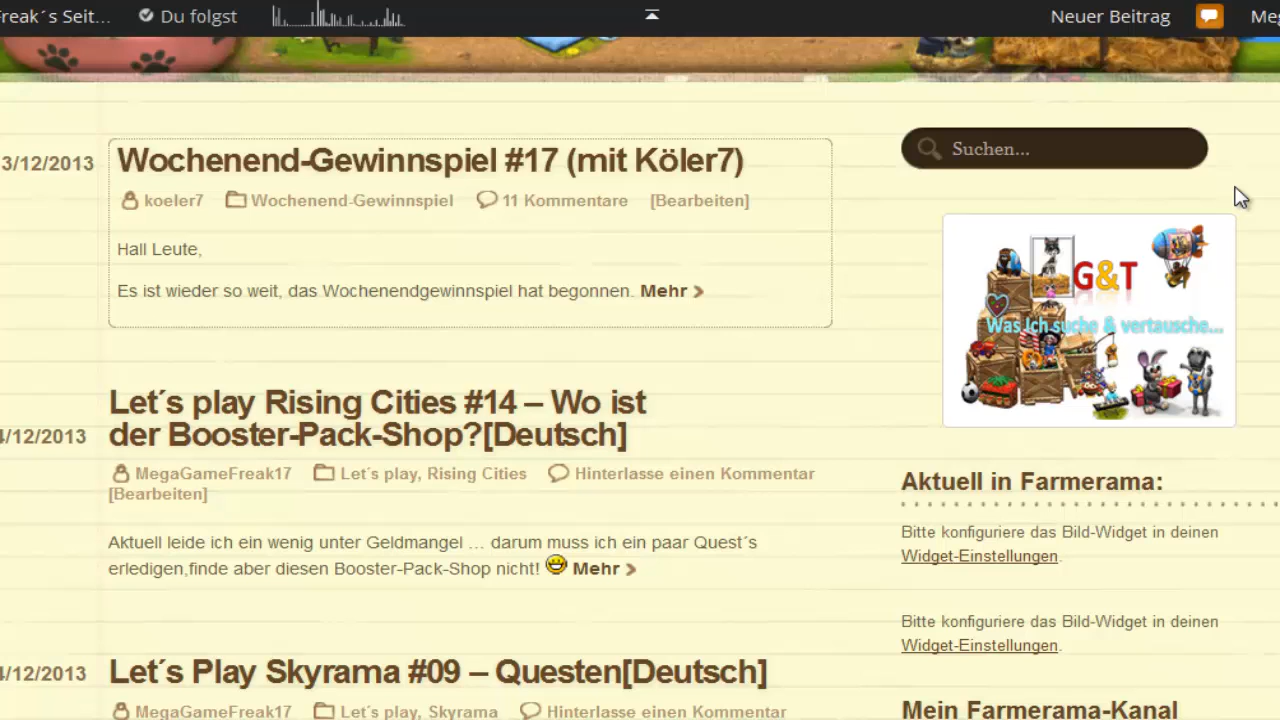 Freak´s Seit... Du folgst Neuer Beitrag
Suchen...
3/12/2013
Wochenend-Gewinnspiel #17 (mit Köler7)
koeler7 Wochenend-Gewinnspiel 11 Kommentare [Bearbeiten]
Hall Leute,
Es ist wieder so weit, das Wochenendgewinnspiel hat begonnen. Mehr
G&T
Was ich suche & vertausche...
4/12/2013
Let´s play Rising Cities #14 – Wo ist
der Booster-Pack-Shop?[Deutsch]
MegaGameFreak17 Let´s play, Rising Cities Hinterlasse einen Kommentar
[Bearbeiten]
Aktuell leide ich ein wenig unter Geldmangel … darum muss ich ein paar Quest´s
erledigen,finde aber diesen Booster-Pack-Shop nicht! Mehr
Aktuell in Farmerama:
Bitte konfiguriere das Bild-Widget in deinen
Widget-Einstellungen.
Bitte konfiguriere das Bild-Widget in deinen
Widget-Einstellungen.
4/12/2013
Let´s Play Skyrama #09 – Questen[Deutsch]
MegaGameFreak17 Let´s play, Skyrama Hinterlasse einen Kommentar
Mein Farmerama-Kanal